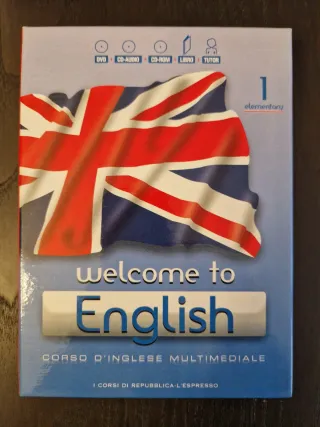 DVD CD-AUDIO CD-ROM LIBRO TUTOR
1
elementary
welcome to
English
CORSO D'INGLESE MULTIMEDIALE
I CORSI DI REPUBBLICA-L'ESPRESSO